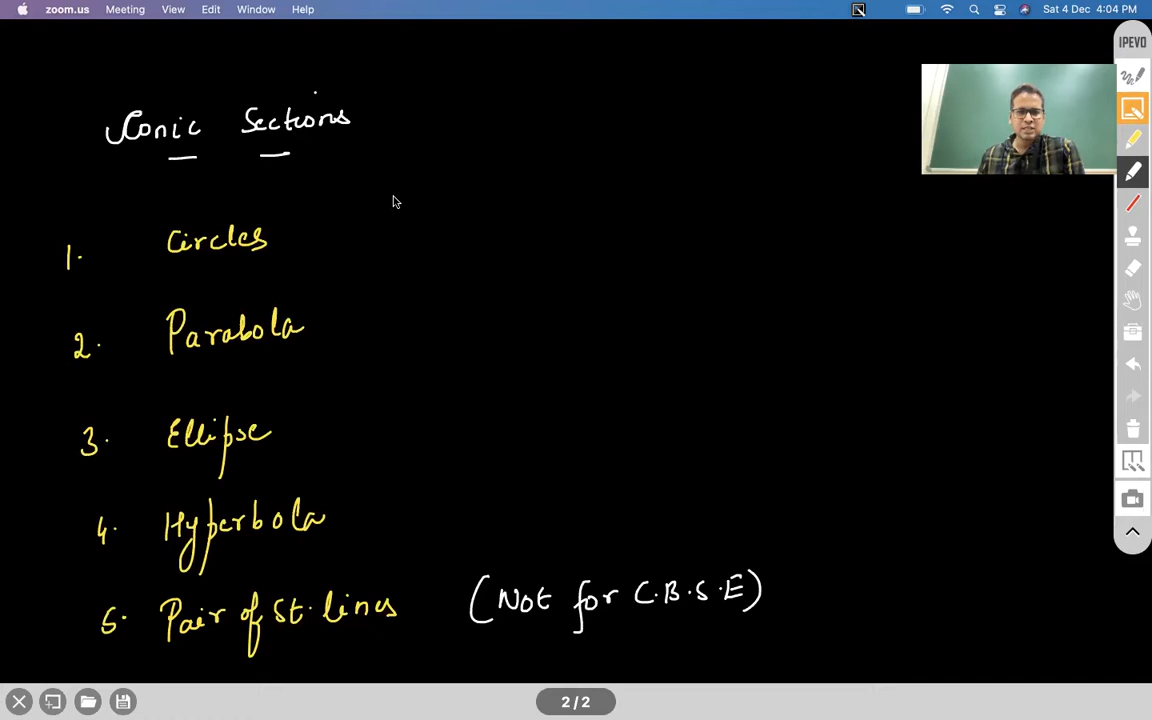 zoom.us Meeting View Edit Window Help Sat 4 Dec 4:04 PM
IPEVO
Conic Sections
1. Circles
2. Parabola
3. Ellipse
4. Hyperbola
5. Pair of St. lines (Not for C.B.S.E)
2 / 2